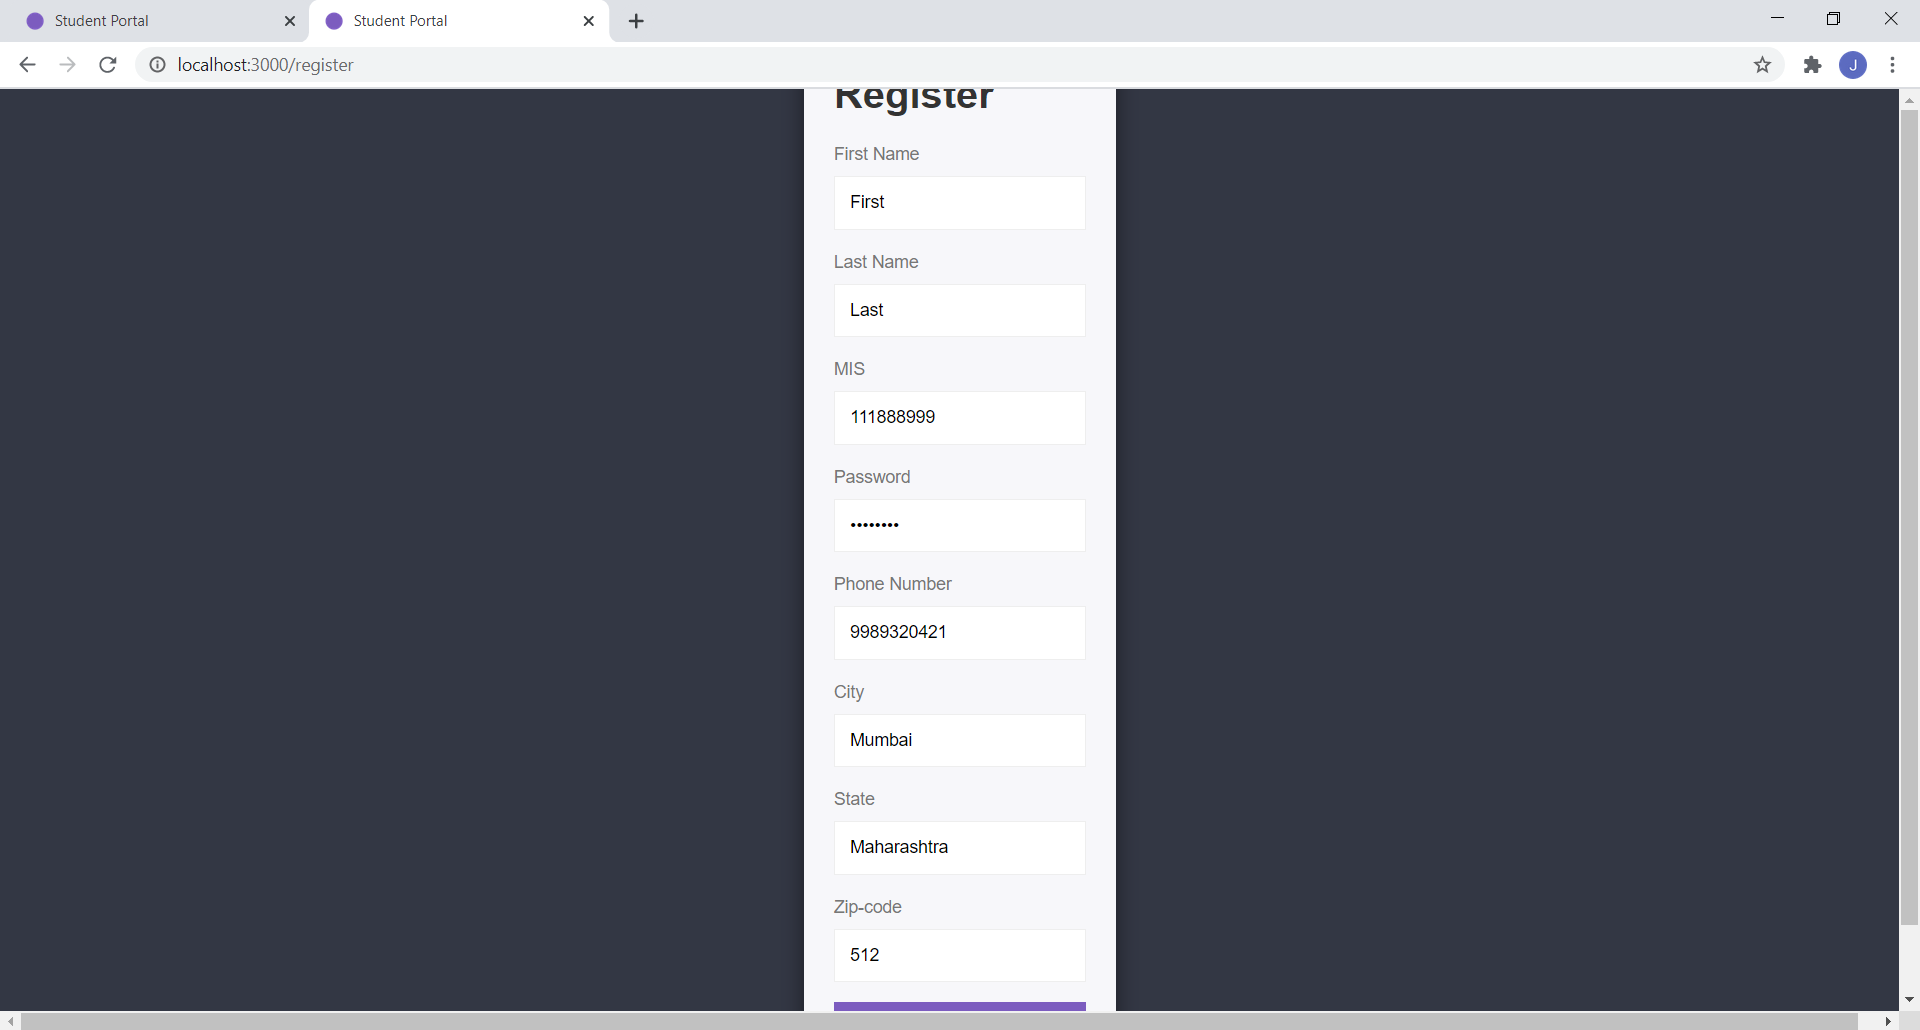 Student Portal
Student Portal
localhost:3000/register
J
Register
First Name
First
Last Name
Last
MIS
111888999
Password
••••••••
Phone Number
9989320421
City
Mumbai
State
Maharashtra
Zip-code
512